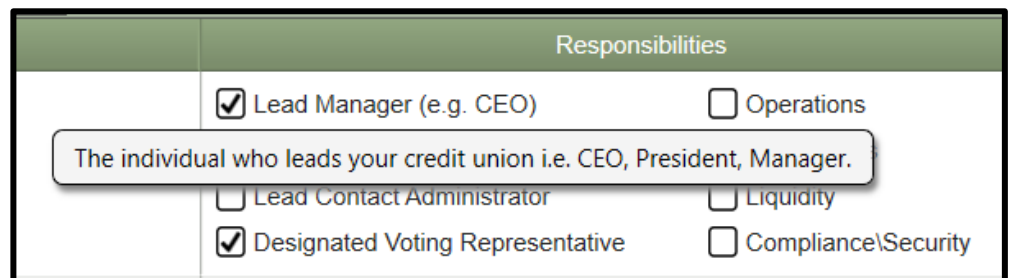 Responsibilities
Lead Manager (e.g. CEO) Operations
The individual who leads your credit union i.e. CEO, President, Manager.
Lead Contact Administrator Liquidity
Designated Voting Representative Compliance\Security